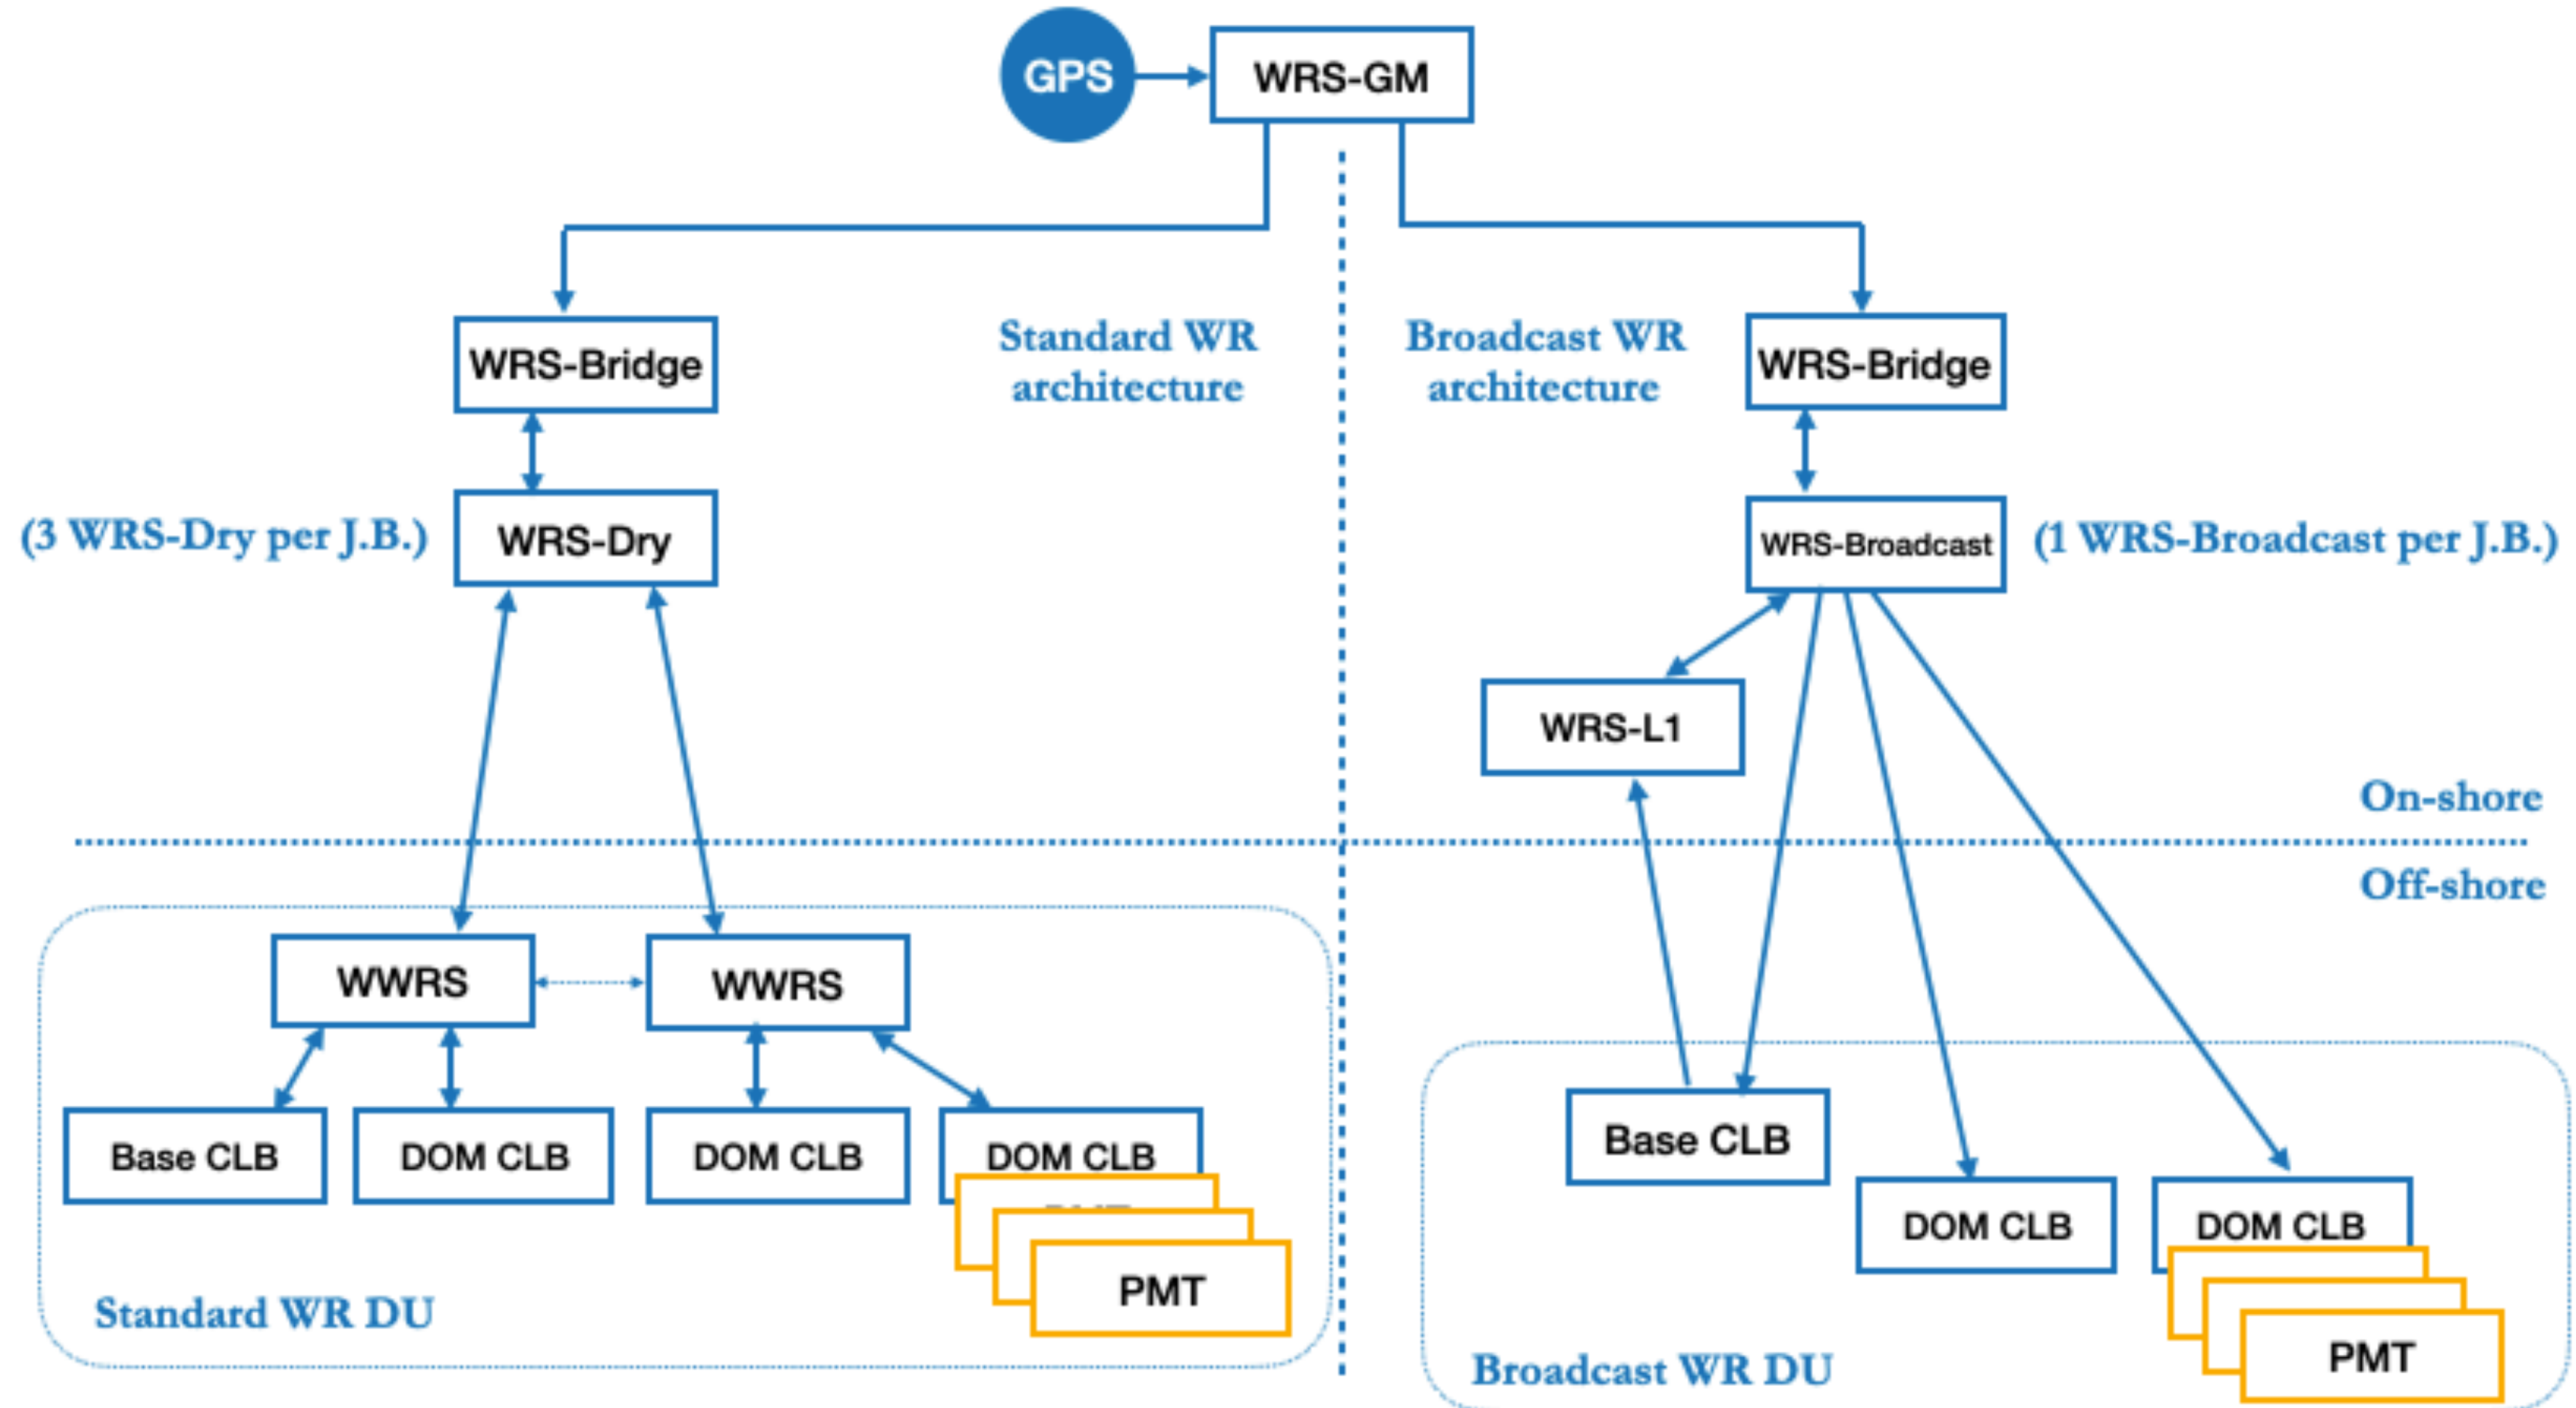 GPS
WRS-GM
Standard WR
architecture
Broadcast WR
architecture
WRS-Bridge
WRS-Bridge
(3 WRS-Dry per J.B.)
WRS-Dry
WRS-Broadcast
(1 WRS-Broadcast per J.B.)
WRS-L1
On-shore
Off-shore
WWRS
WWRS
Base CLB
DOM CLB
DOM CLB
DOM CLB
PMT
Standard WR DU
Base CLB
DOM CLB
DOM CLB
PMT
Broadcast WR DU